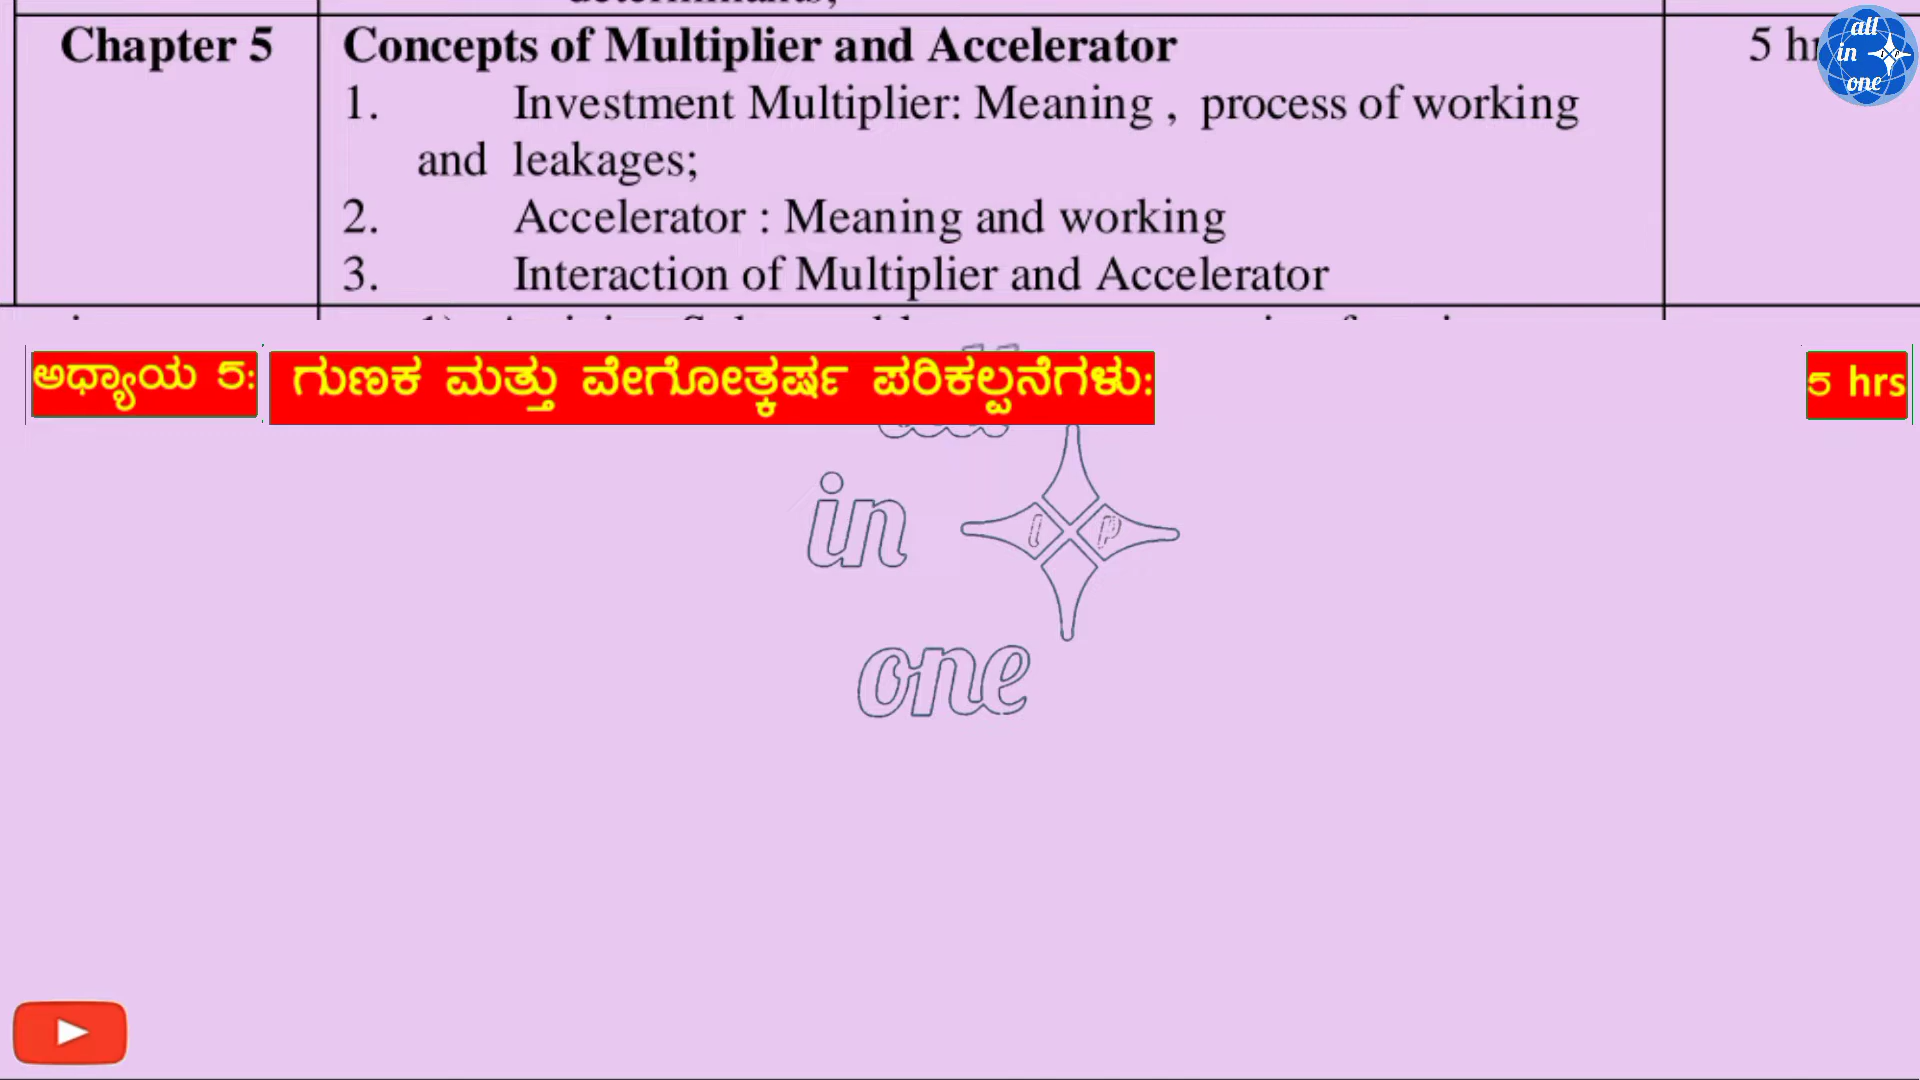 determinants;
Chapter 5 Concepts of Multiplier and Accelerator 5 hr
1. Investment Multiplier: Meaning , process of working
and leakages;
2. Accelerator : Meaning and working
3. Interaction of Multiplier and Accelerator
all
in
one
ಅಧ್ಯಾಯ 5: ಗುಣಕ ಮತ್ತು ವೇಗೋತ್ಕರ್ಷ ಪರಿಕಲ್ಪನೆಗಳು: 5 hrs
in
I P
one